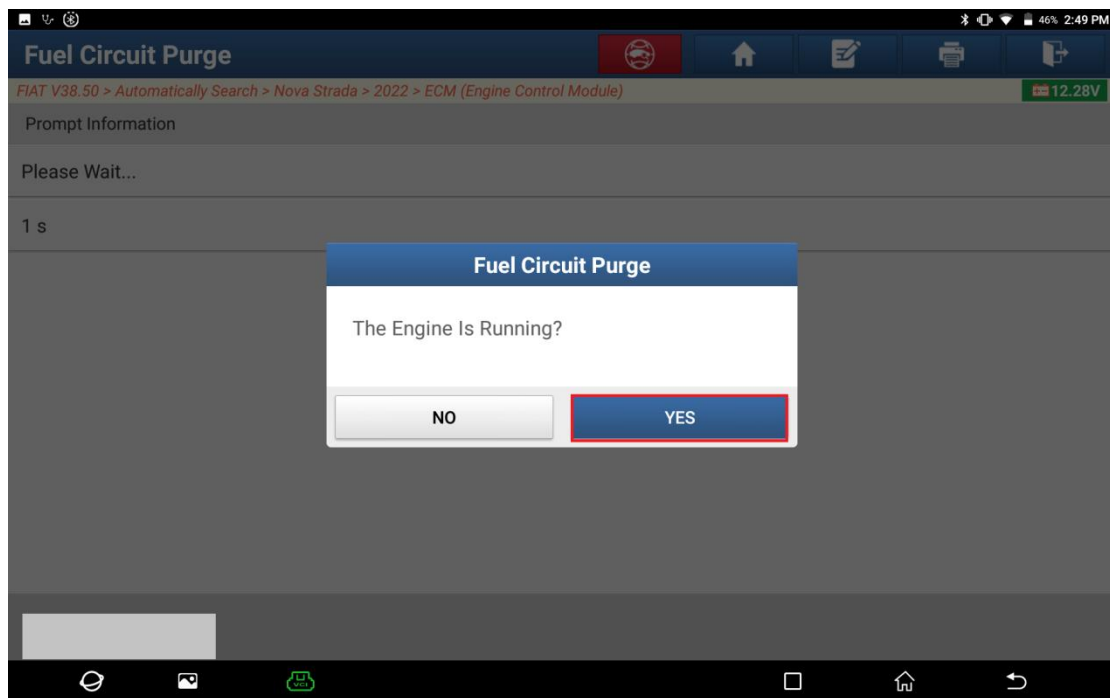 46% 2:49 PM
Fuel Circuit Purge
FIAT V38.50 > Automatically Search > Nova Strada > 2022 > ECM (Engine Control Module)
12.28V
Prompt Information
Please Wait...
1 s
Fuel Circuit Purge
The Engine Is Running?
NO
YES
VCI